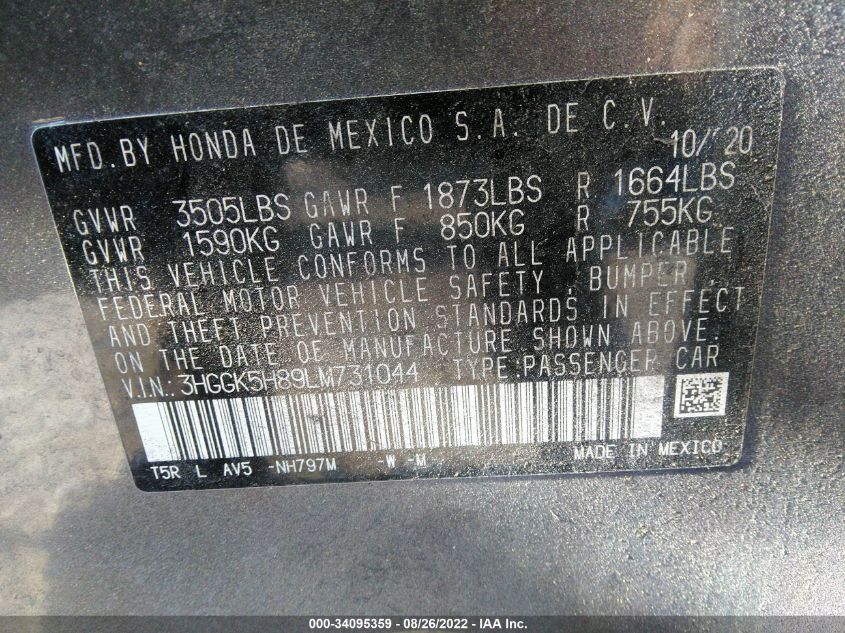 MFD.BY HONDA DE MEXICO S.A. DE C.V.
10/'20
GVWR 3505LBS GAWR F 1873LBS R 1664LBS
GVWR 1590KG GAWR F 850KG R 755KG
THIS VEHICLE CONFORMS TO ALL APPLICABLE
FEDERAL MOTOR VEHICLE SAFETY , BUMPER ,
AND THEFT PREVENTION STANDARDS IN EFFECT
ON THE DATE OF MANUFACTURE SHOWN ABOVE.
V.I.N.: 3HGGK5H89LM731044 TYPE:PASSENGER CAR
T5R L AV5 -NH797M -W -M MADE IN MEXICO
000-34095359 - 08/26/2022 - IAA Inc.